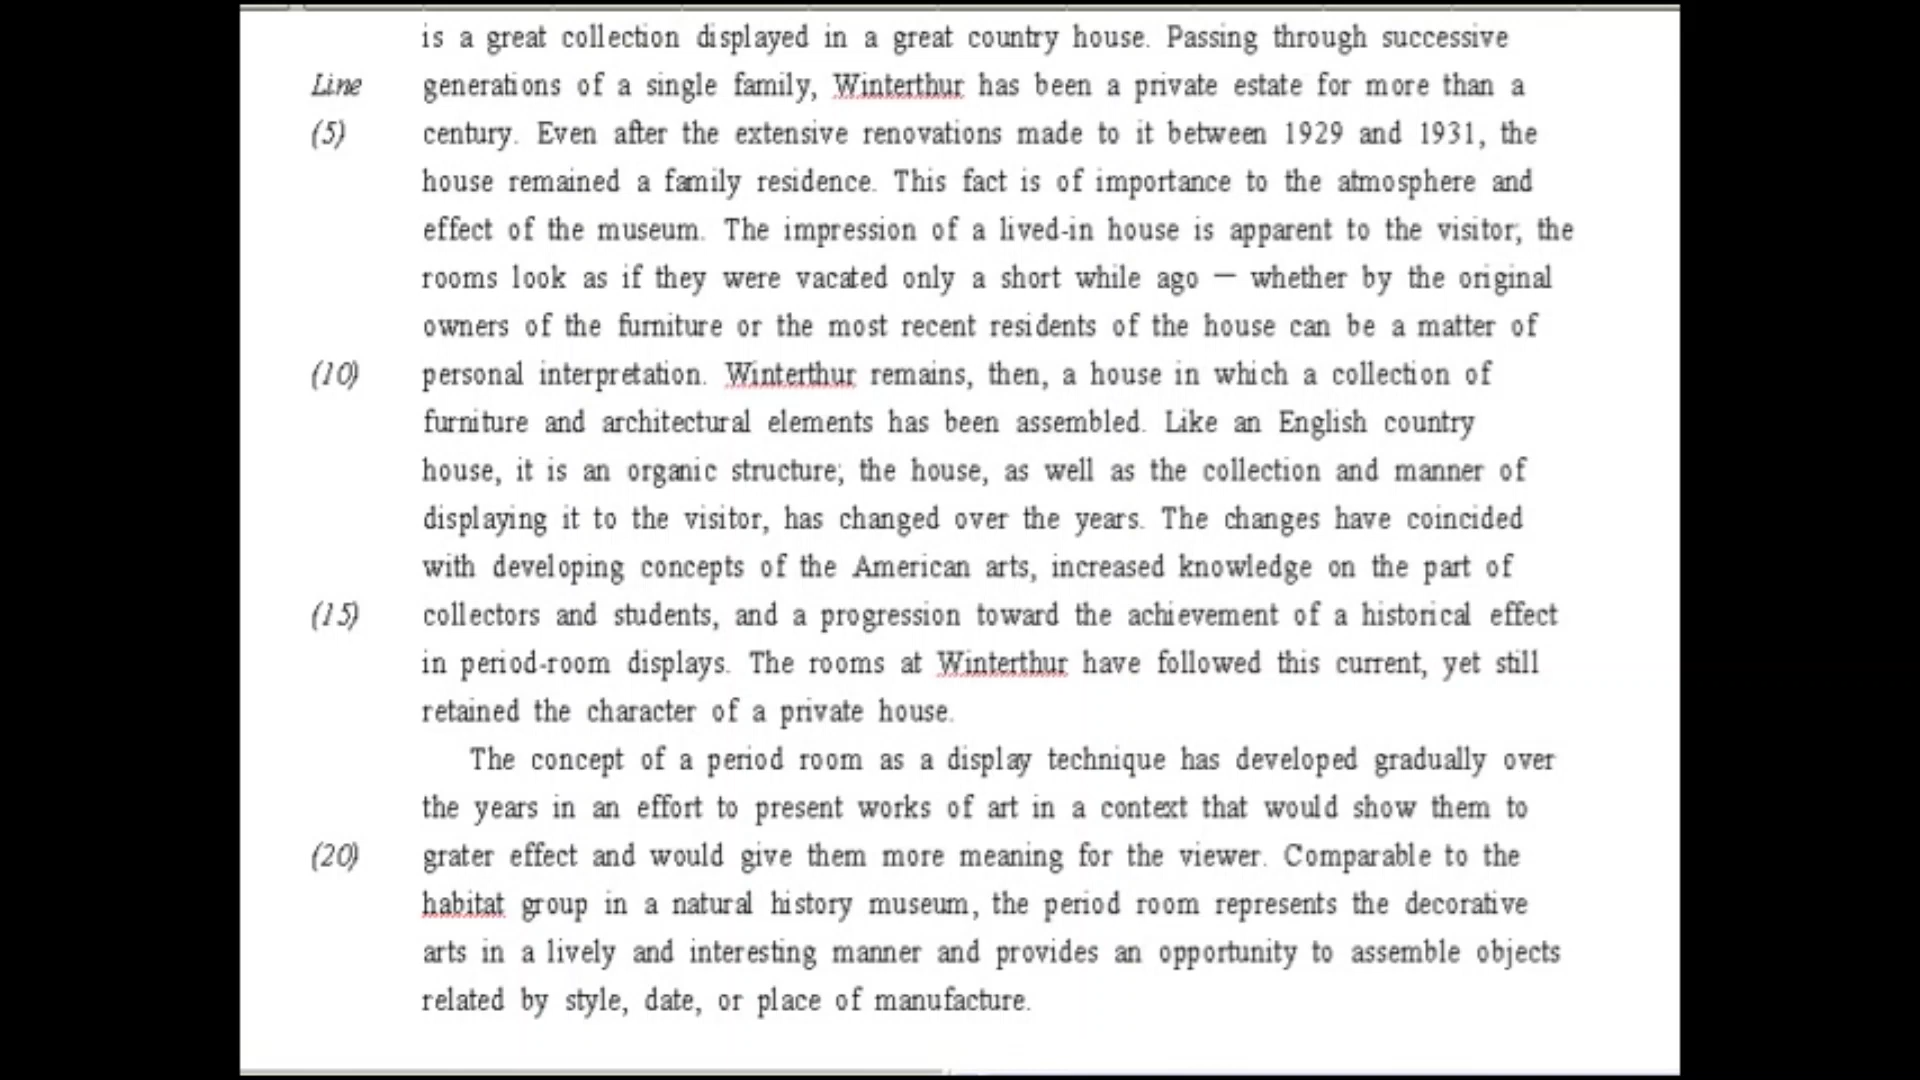 is a great collection displayed in a great country house. Passing through successive
Line generations of a single family, Winterthur has been a private estate for more than a
(5) century. Even after the extensive renovations made to it between 1929 and 1931, the
house remained a family residence. This fact is of importance to the atmosphere and
effect of the museum. The impression of a lived-in house is apparent to the visitor; the
rooms look as if they were vacated only a short while ago — whether by the original
owners of the furniture or the most recent residents of the house can be a matter of
(10) personal interpretation. Winterthur remains, then, a house in which a collection of
furniture and architectural elements has been assembled. Like an English country
house, it is an organic structure; the house, as well as the collection and manner of
displaying it to the visitor, has changed over the years. The changes have coincided
with developing concepts of the American arts, increased knowledge on the part of
(15) collectors and students, and a progression toward the achievement of a historical effect
in period-room displays. The rooms at Winterthur have followed this current, yet still
retained the character of a private house.
The concept of a period room as a display technique has developed gradually over
the years in an effort to present works of art in a context that would show them to
(20) grater effect and would give them more meaning for the viewer. Comparable to the
habitat group in a natural history museum, the period room represents the decorative
arts in a lively and interesting manner and provides an opportunity to assemble objects
related by style, date, or place of manufacture.